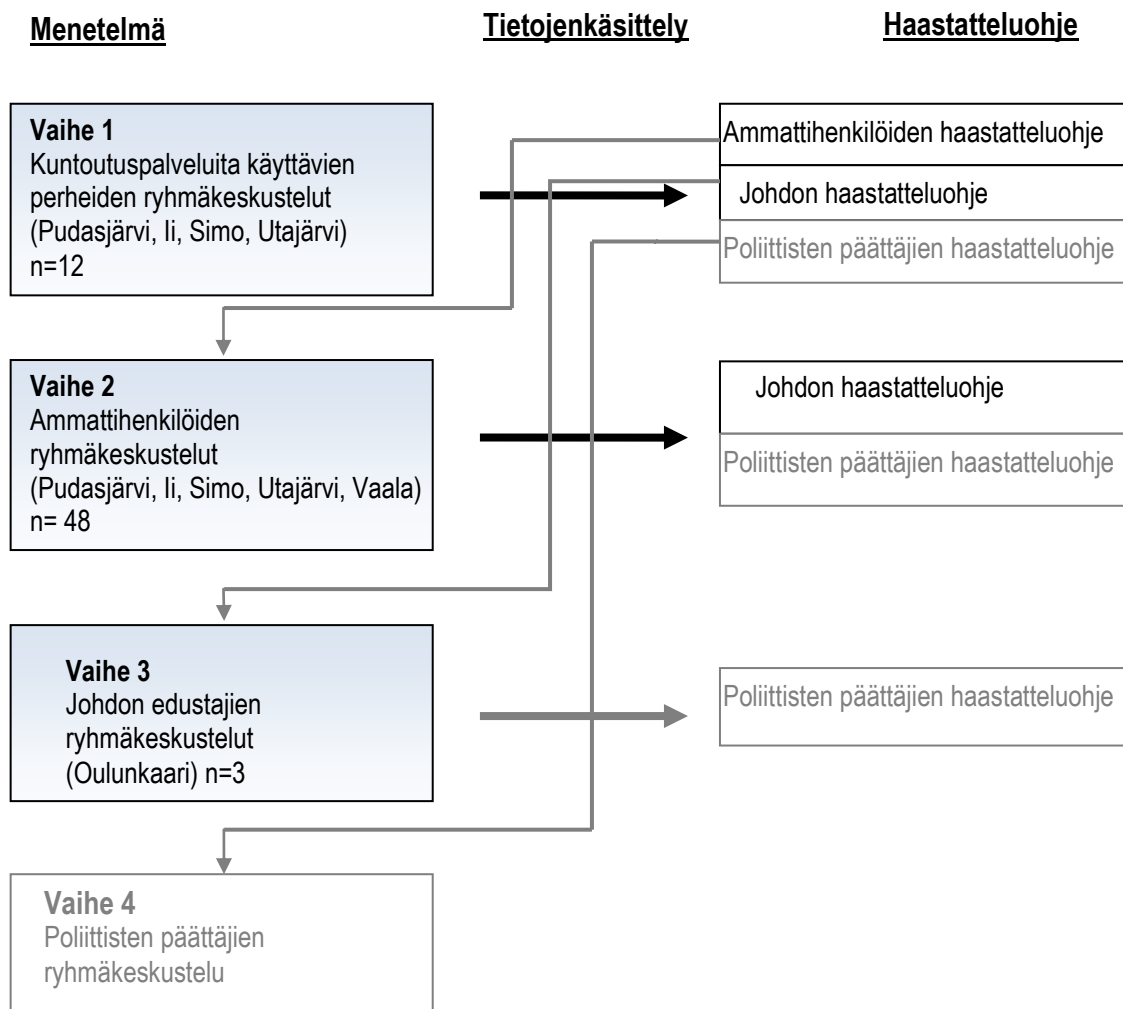 Menetelmä
Tietojenkäsittely
Haastatteluohje
Vaihe 1
Kuntoutuspalveluita käyttävien
perheiden ryhmäkeskustelut
(Pudasjärvi, Ii, Simo, Utajärvi)
n=12
Ammattihenkilöiden haastatteluohje
Johdon haastatteluohje
Poliittisten päättäjien haastatteluohje
Vaihe 2
Ammattihenkilöiden
ryhmäkeskustelut
(Pudasjärvi, Ii, Simo, Utajärvi, Vaala)
n= 48
Johdon haastatteluohje
Poliittisten päättäjien haastatteluohje
Vaihe 3
Johdon edustajien
ryhmäkeskustelut
(Oulunkaari) n=3
Poliittisten päättäjien haastatteluohje
Vaihe 4
Poliittisten päättäjien
ryhmäkeskustelu